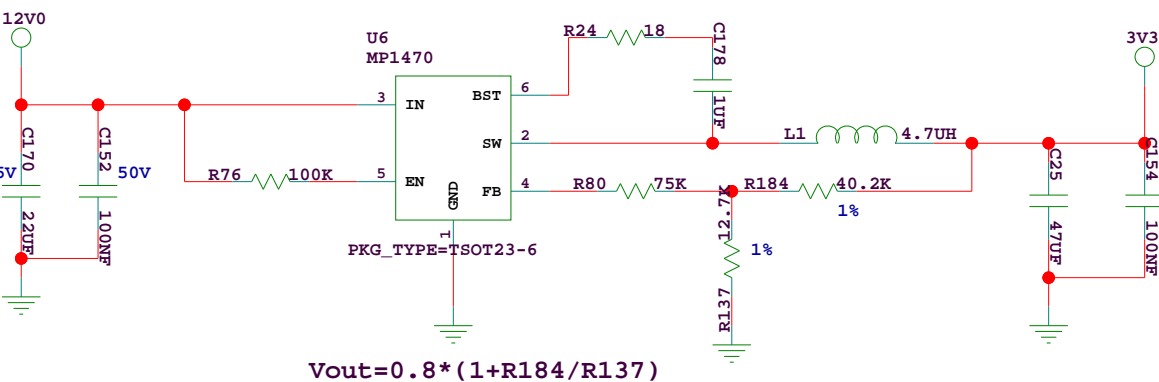 12V0
U6
MP1470
R24
18
C178
1UF
3V3
3
IN
BST
6
SW
2
L1
4.7UH
C170
22UF
C152
50V
100NF
R76
100K
5
EN
GND
1
FB
4
R80
75K
R184
40.2K
1%
12.7K
1%
R137
C25
47UF
C154
100NF
PKG_TYPE=TSOT23-6
Vout=0.8*(1+R184/R137)